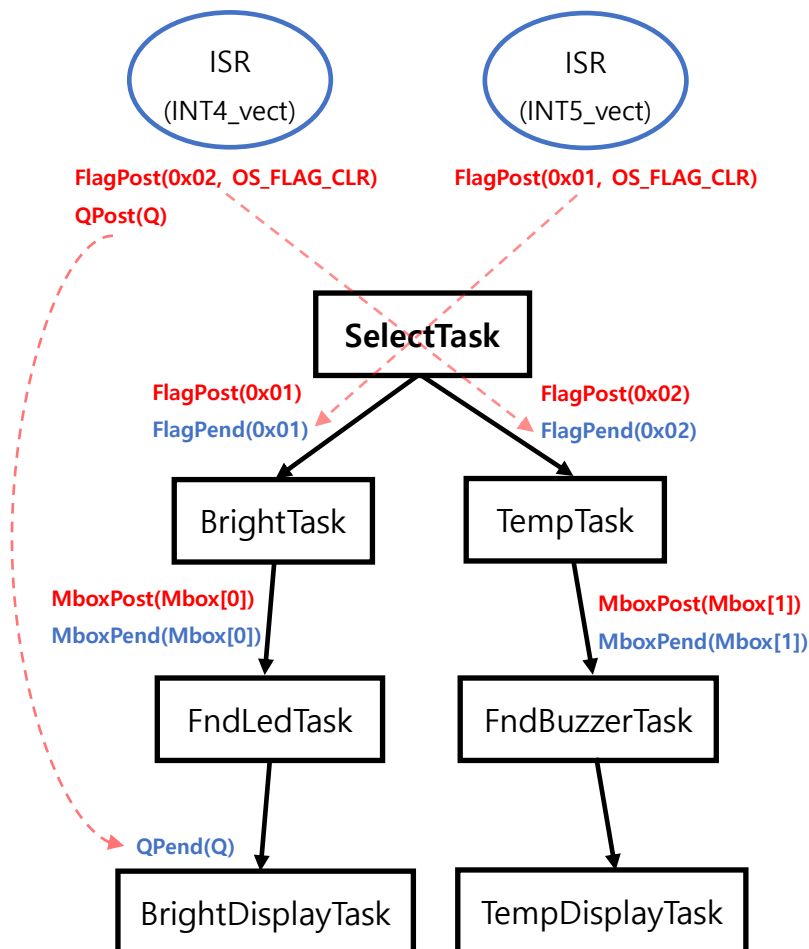 ISR
(INT4_vect)
ISR
(INT5_vect)
FlagPost(0x02, OS_FLAG_CLR)
QPost(Q)
FlagPost(0x01, OS_FLAG_CLR)
SelectTask
FlagPost(0x01)
FlagPend(0x01)
FlagPost(0x02)
FlagPend(0x02)
BrightTask
TempTask
MboxPost(Mbox[0])
MboxPend(Mbox[0])
MboxPost(Mbox[1])
MboxPend(Mbox[1])
FndLedTask
FndBuzzerTask
QPend(Q)
BrightDisplayTask
TempDisplayTask